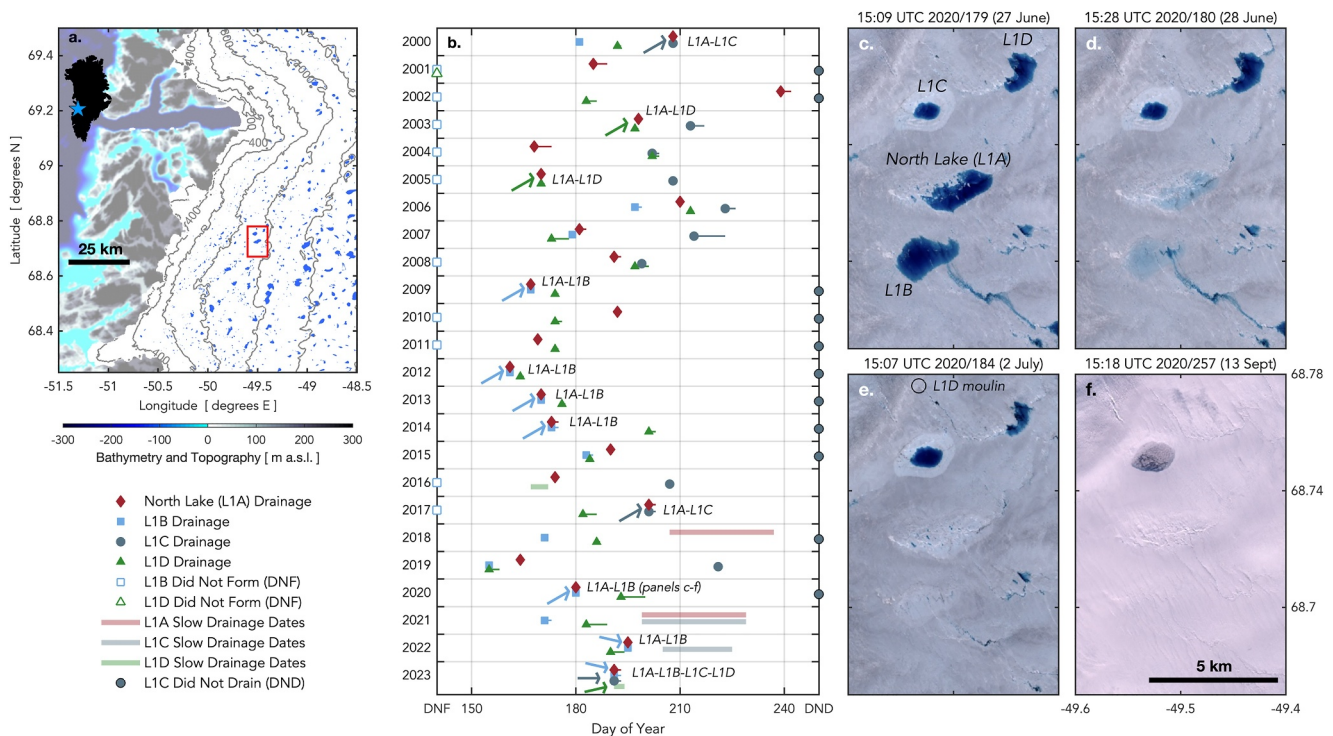 a.
69.4
69.2
69
68.8
68.6
68.4
Latitude [ degrees N ]
25 km
400
400
400
-51.5 -51 -50.5 -50 -49.5 -49 -48.5
Longitude [ degrees E ]
-300 -200 -100 0 100 200 300
Bathymetry and Topography [ m a.s.l. ]
North Lake (L1A) Drainage
L1B Drainage
L1C Drainage
L1D Drainage
L1B Did Not Form (DNF)
L1D Did Not Form (DNF)
L1A Slow Drainage Dates
L1C Slow Drainage Dates
L1D Slow Drainage Dates
L1C Did Not Drain (DND)
b.
2000 L1A-L1C
2001
2002
2003 L1A-L1D
2004
2005 L1A-L1D
2006
2007
2008
2009 L1A-L1B
2010
2011
2012 L1A-L1B
2013 L1A-L1B
2014 L1A-L1B
2015
2016
2017 L1A-L1C
2018
2019
2020 L1A-L1B (panels c-f)
2021
2022 L1A-L1B
2023 L1A-L1B-L1C-L1D
DNF 150 180 210 240 DND
Day of Year
15:09 UTC 2020/179 (27 June)
c.
L1D
L1C
North Lake (L1A)
L1B
15:28 UTC 2020/180 (28 June)
d.
15:07 UTC 2020/184 (2 July)
e.
L1D moulin
15:18 UTC 2020/257 (13 Sept)
f.
68.78
68.74
68.7
5 km
-49.6 -49.5 -49.4